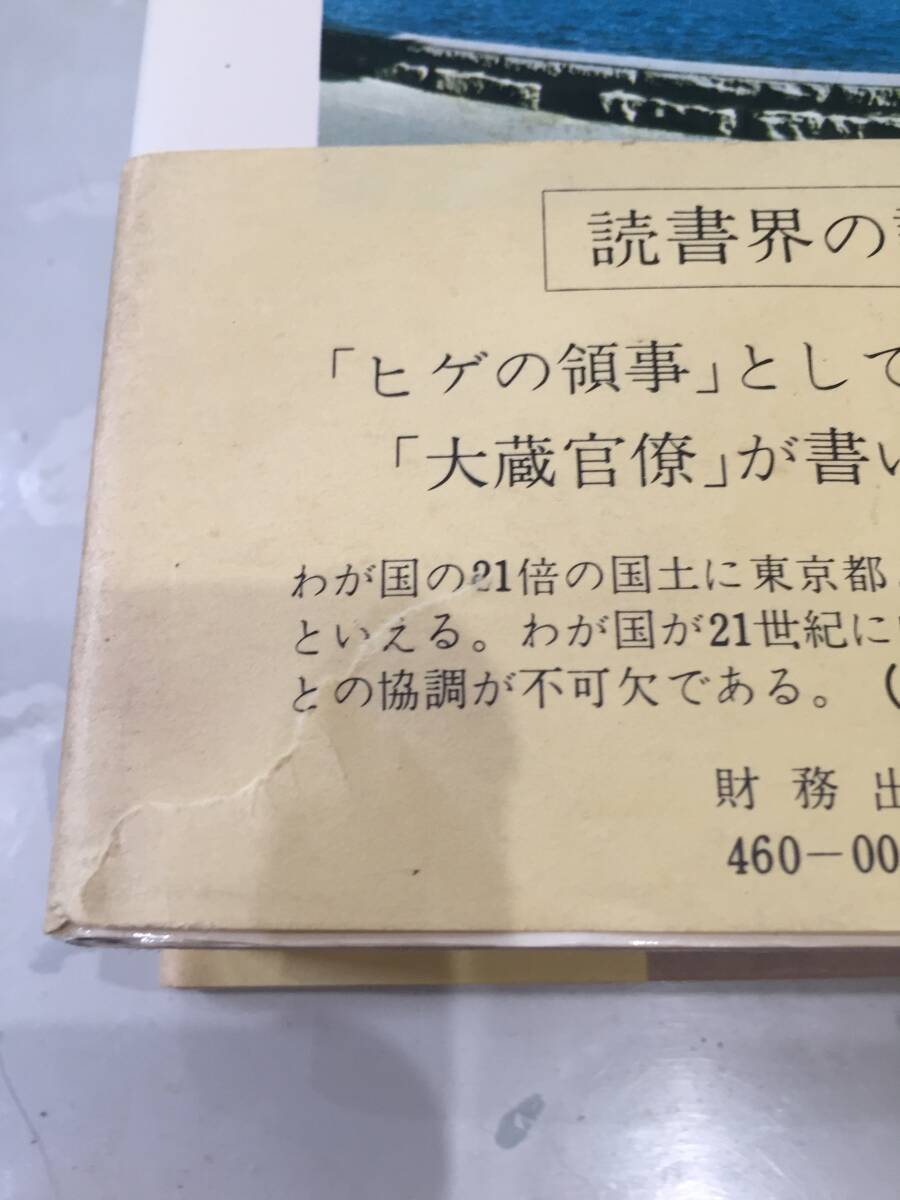 読書界の
「ヒゲの領事」として
「大蔵官僚」が書い
わが国の21倍の国土に東京都
といえる。わが国が21世紀に
との協調が不可欠である。（
財務出
460-00